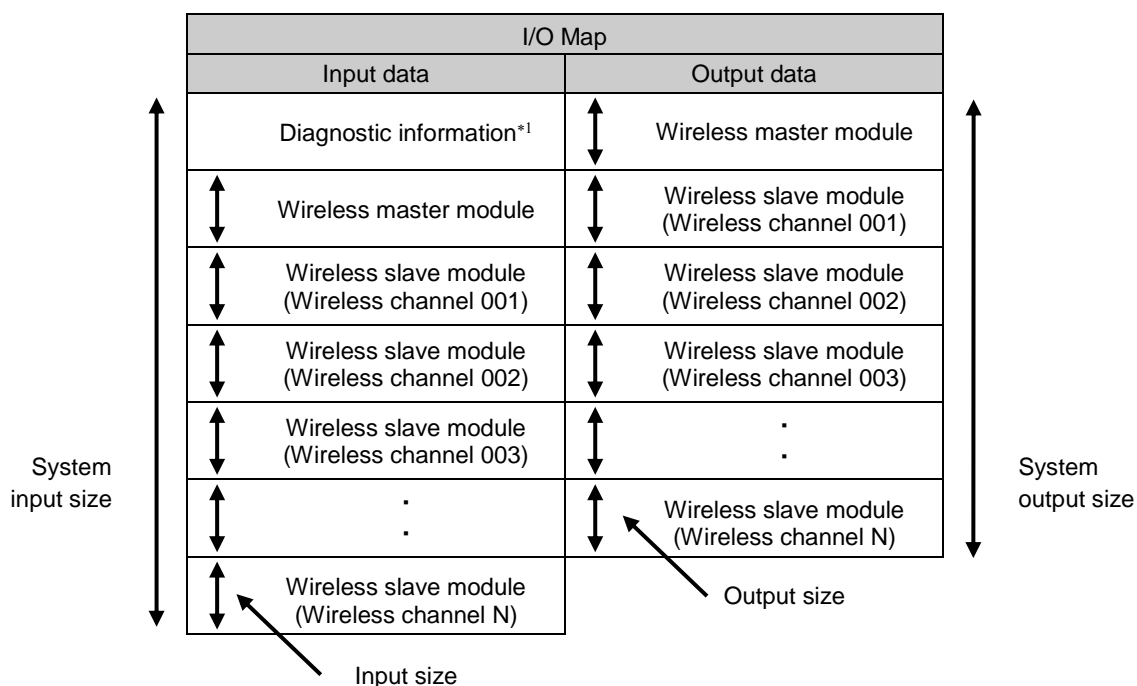 I/O Map
Input data
Output data
Diagnostic information*1
Wireless master module
Wireless master module
Wireless slave module
(Wireless channel 001)
Wireless slave module
(Wireless channel 001)
Wireless slave module
(Wireless channel 002)
Wireless slave module
(Wireless channel 002)
Wireless slave module
(Wireless channel 003)
Wireless slave module
(Wireless channel 003)
.
.
System
input size
System
output size
.
.
Wireless slave module
(Wireless channel N)
Wireless slave module
(Wireless channel N)
Output size
Input size